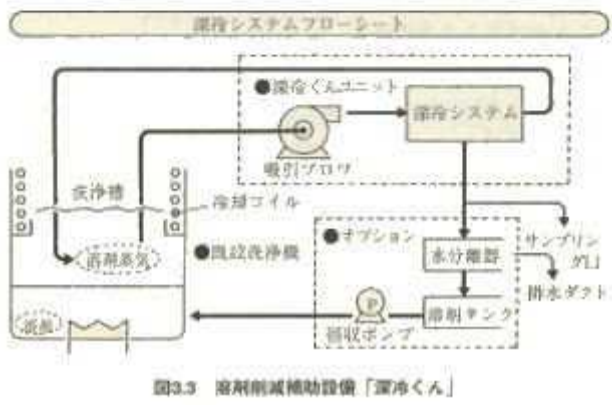 深冷システムフローシート
●深冷くんユニット
深冷システム
吸引ブロワ
洗浄槽
冷却コイル
溶剤蒸気
●既設洗浄機
●オプション
水分離器
サンプリング口
排水ダクト
溶剤タンク
P
回収ポンプ
図3.3 溶剤削減補助設備「深冷くん」